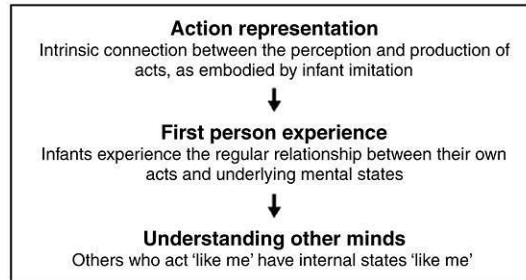 Action representation
Intrinsic connection between the perception and production of
acts, as embodied by infant imitation
First person experience
Infants experience the regular relationship between their own
acts and underlying mental states
Understanding other minds
Others who act ‘like me’ have internal states ‘like me’